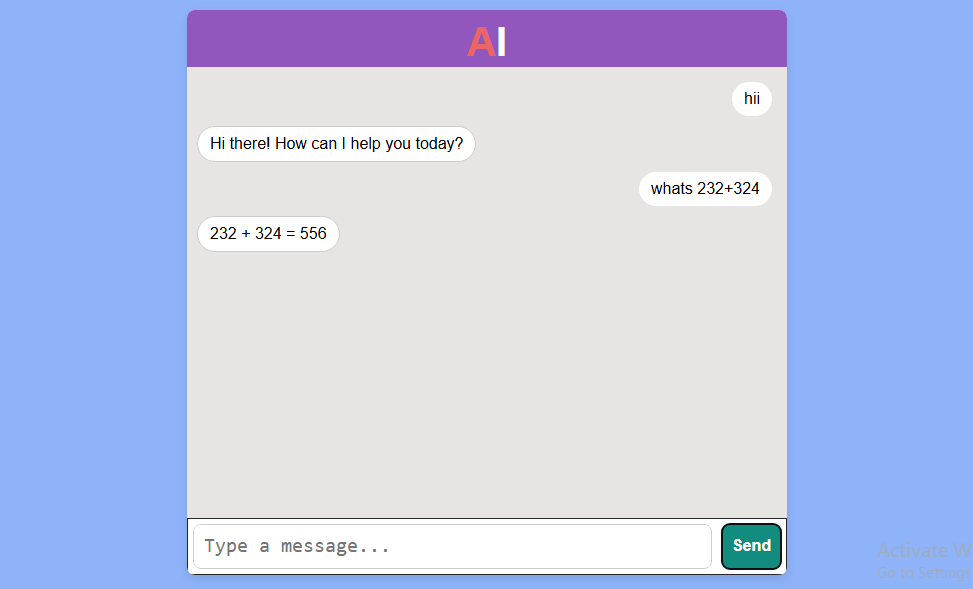 AI
hii
Hi there! How can I help you today?
whats 232+324
232 + 324 = 556
Type a message...
Send
Activate W
Go to Settings